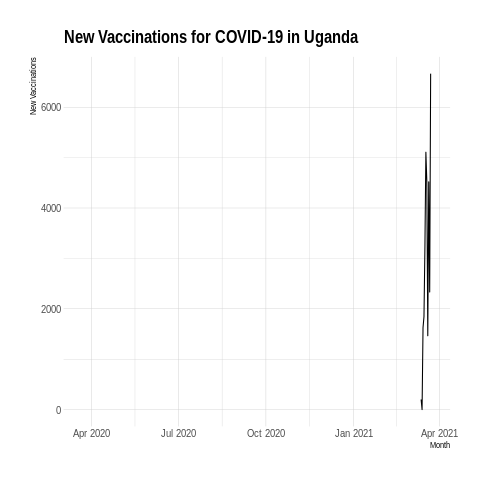 New Vaccinations for COVID-19 in Uganda
New Vaccinations
6000
4000
2000
0
Apr 2020 Jul 2020 Oct 2020 Jan 2021 Apr 2021
Month